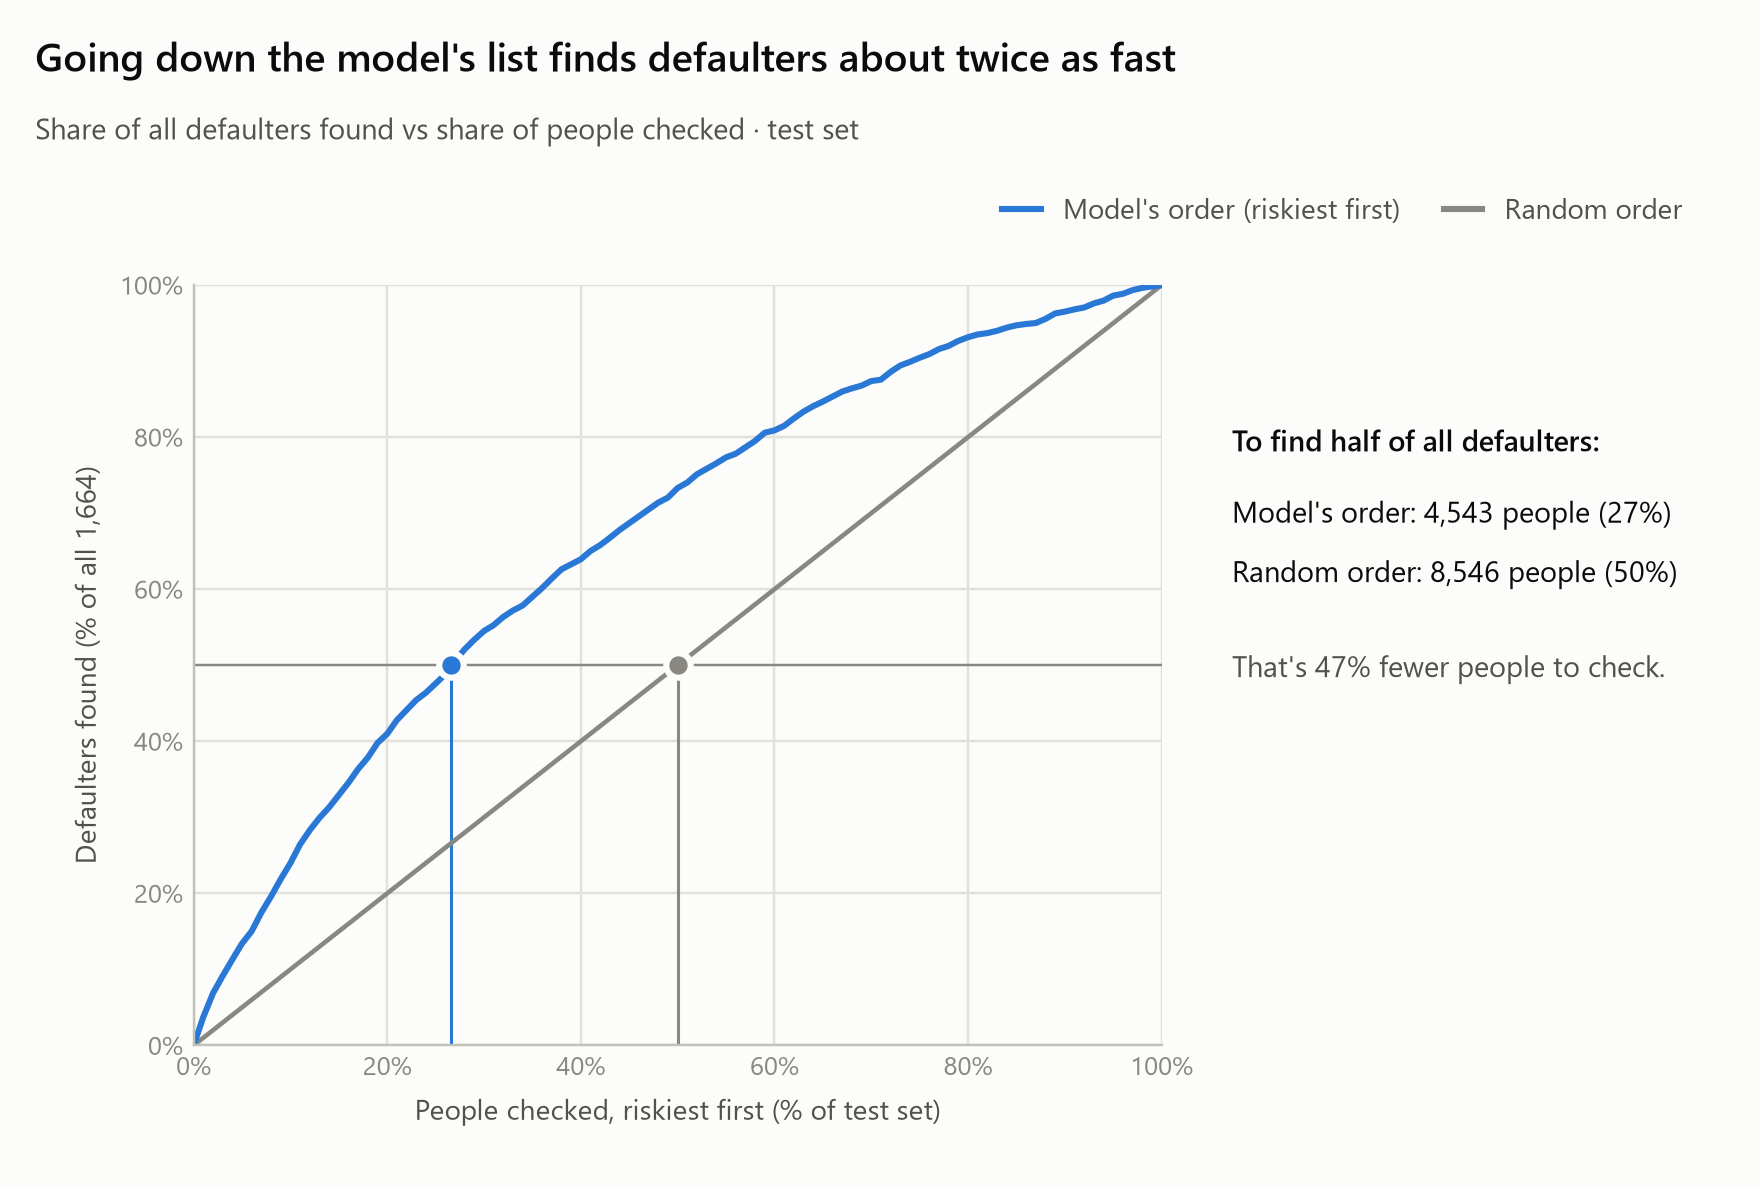 Going down the model's list finds defaulters about twice as fast
Share of all defaulters found vs share of people checked · test set
Model's order (riskiest first)
Random order
Defaulters found (% of all 1,664)
100%
80%
60%
40%
20%
0%
0%
20%
40%
60%
80%
100%
People checked, riskiest first (% of test set)
To find half of all defaulters:
Model's order: 4,543 people (27%)
Random order: 8,546 people (50%)
That's 47% fewer people to check.